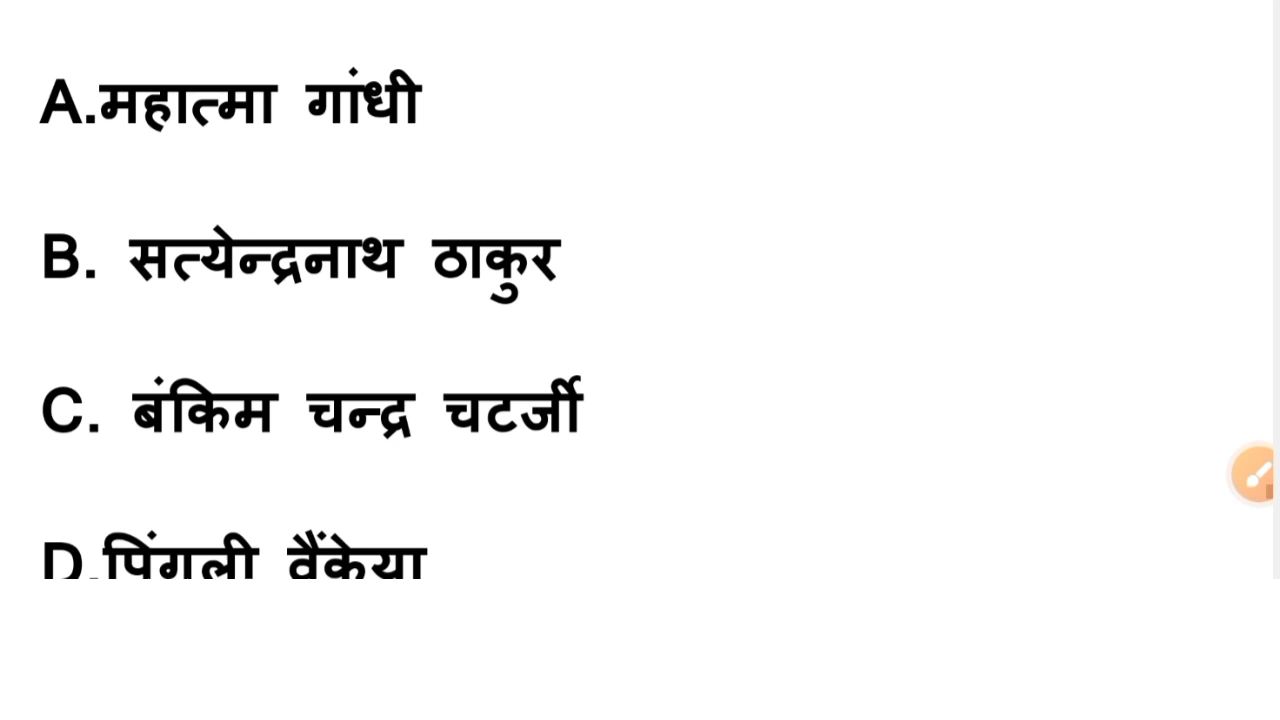 A.महात्मा गांधी
B. सत्येन्द्रनाथ ठाकुर
C. बंकिम चन्द्र चटर्जी
D.पिंगली वैंकेया